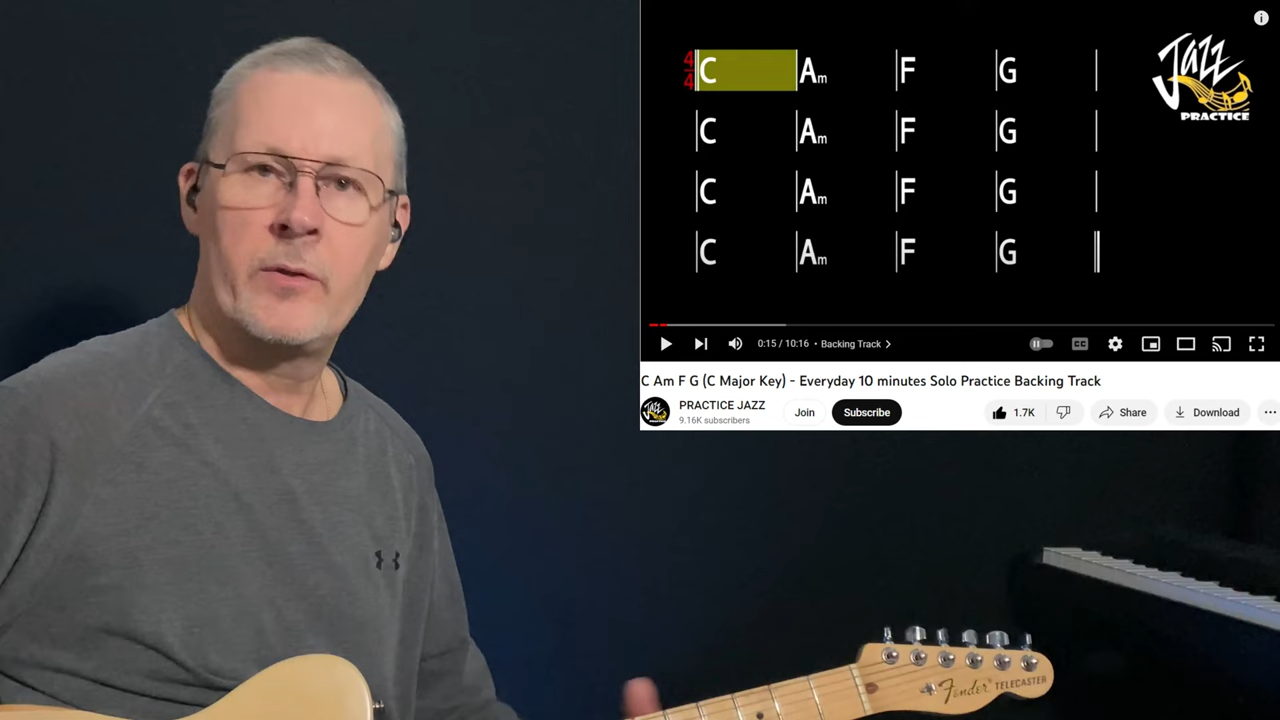 4/4 C Am F G
C Am F G
C Am F G
C Am F G
Jazz
PRACTICE
0:15 / 10:16 • Backing Track
CC
C Am F G (C Major Key) - Everyday 10 minutes Solo Practice Backing Track
PRACTICE JAZZ
9.16K subscribers
Join
Subscribe
1.7K
Share
Download
Fender TELECASTER